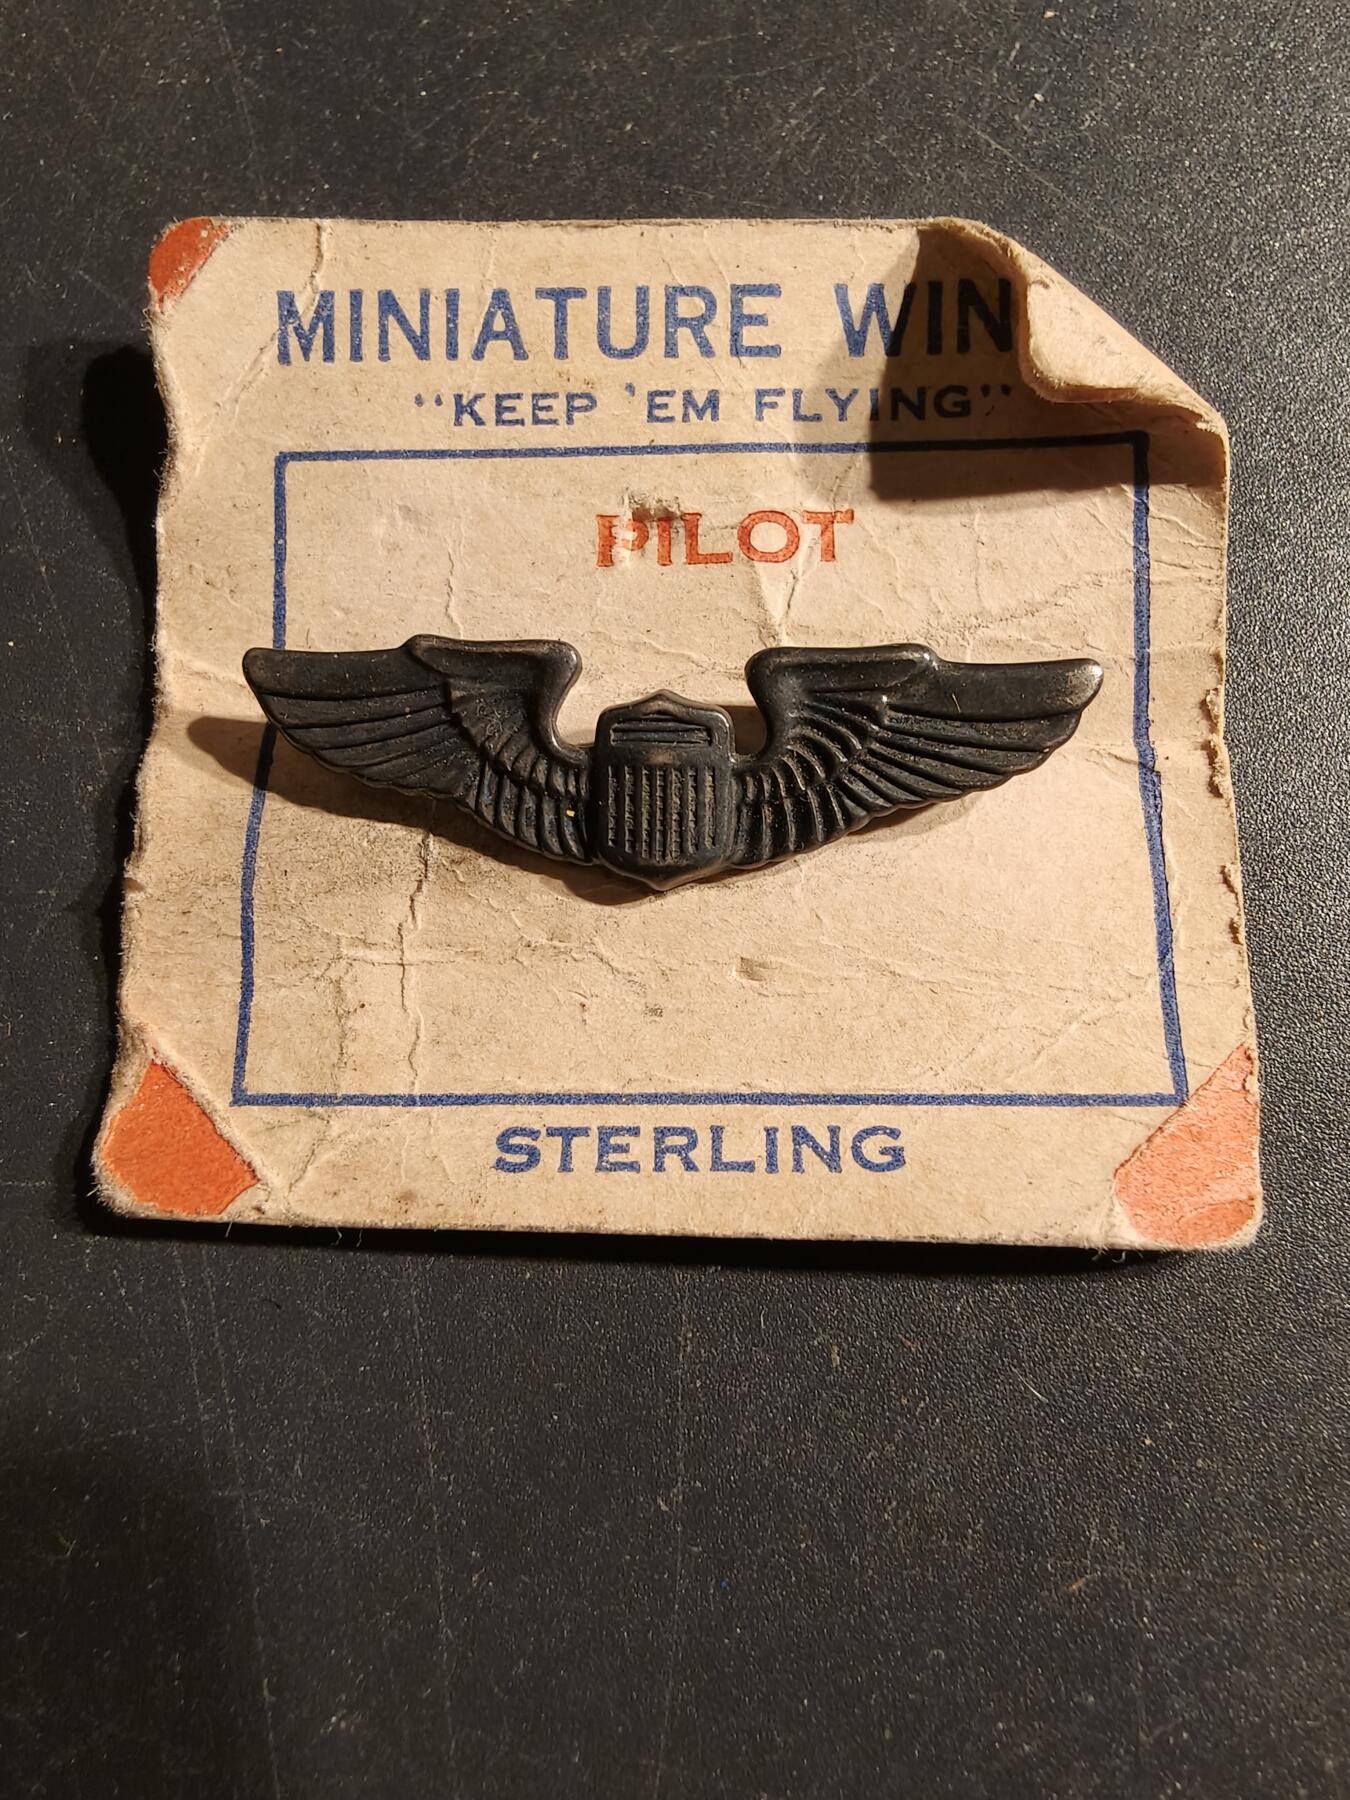 MINIATURE WIN
"KEEP 'EM FLYING"
PILOT
STERLING